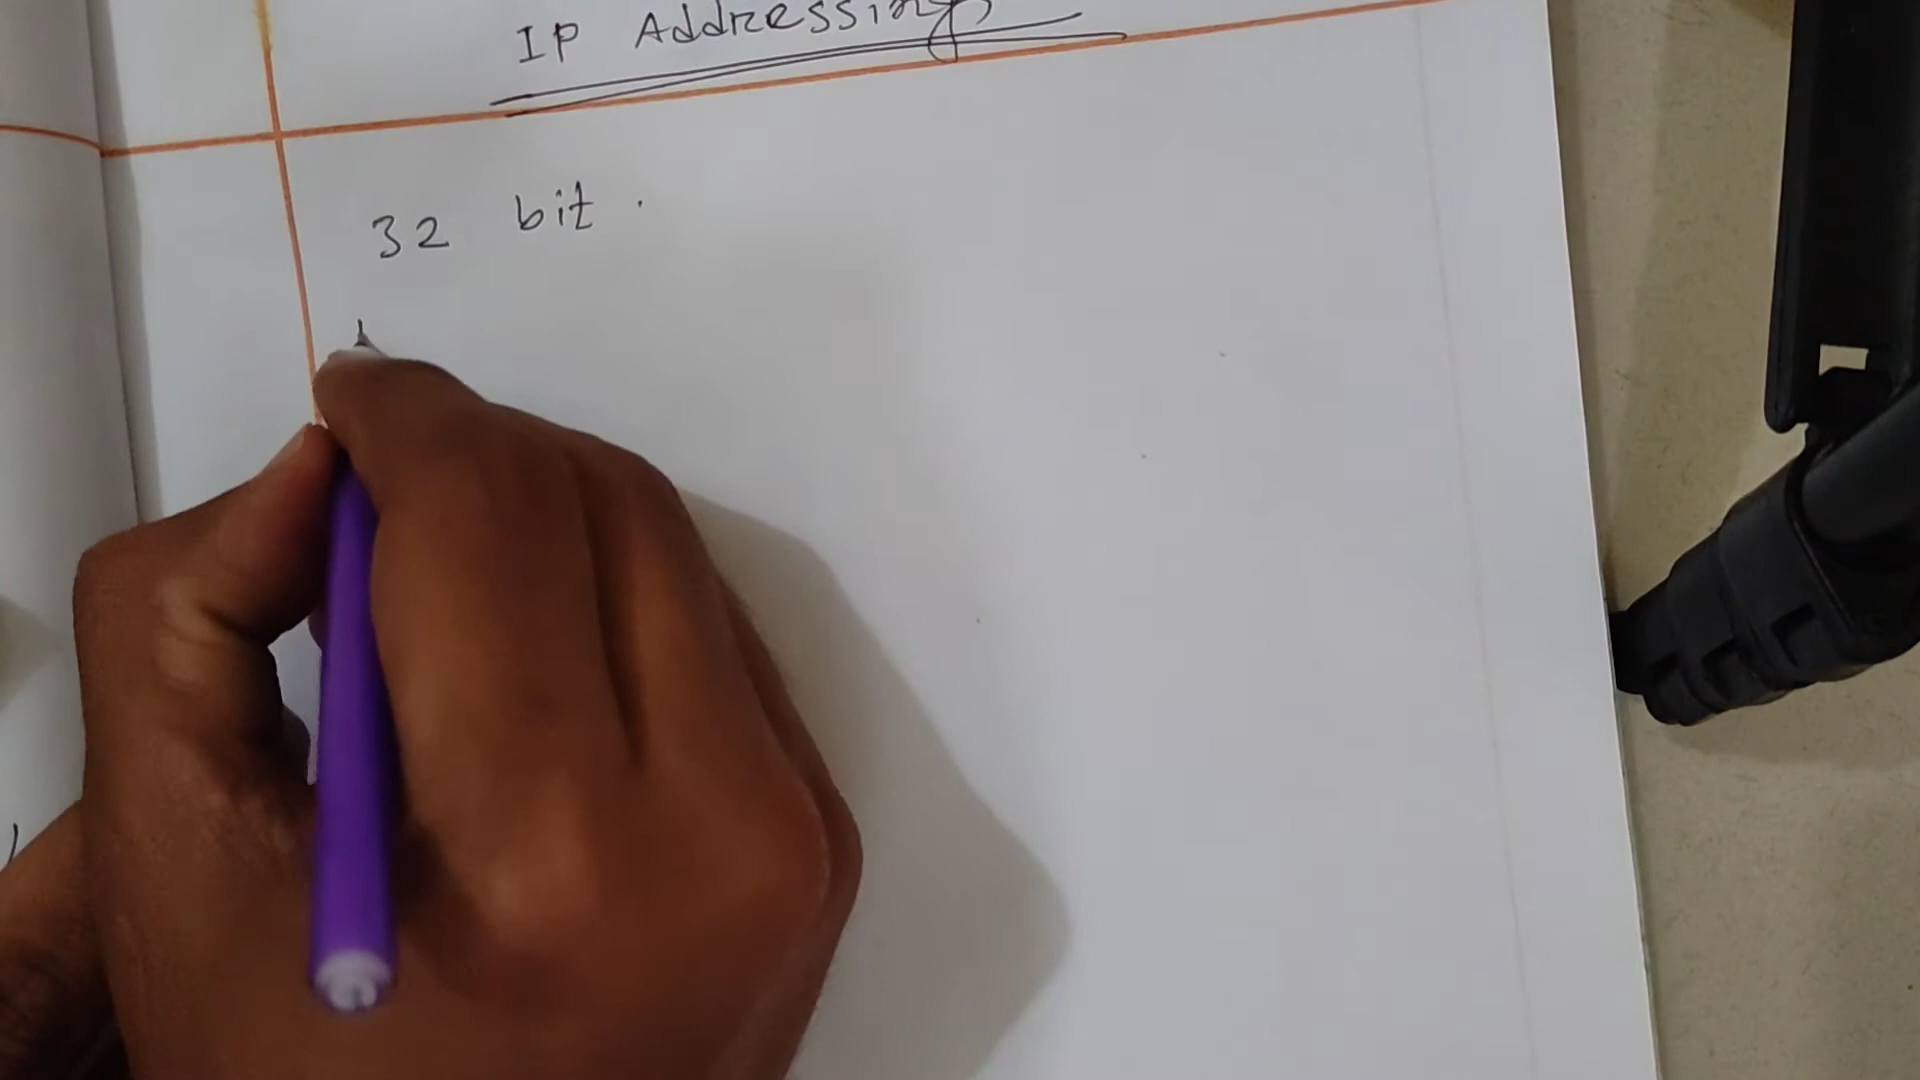 IP Addressing
32 bit .